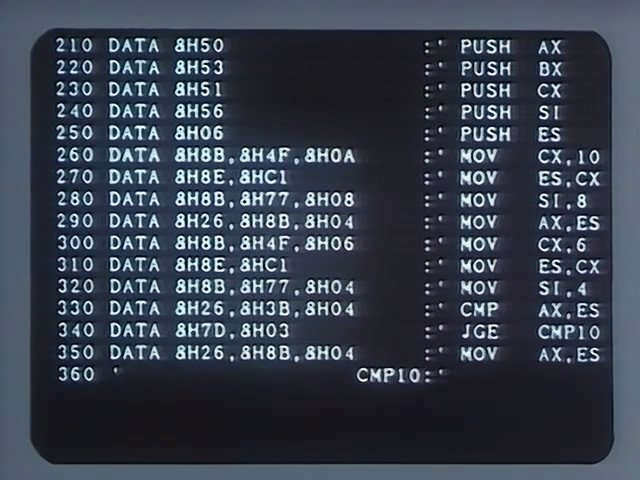 210 DATA &H50 :' PUSH AX
220 DATA &H53 :' PUSH BX
230 DATA &H51 :' PUSH CX
240 DATA &H56 :' PUSH SI
250 DATA &H06 :' PUSH ES
260 DATA &H8B,&H4F,&H0A :' MOV CX,10
270 DATA &H8E,&HC1 :' MOV ES,CX
280 DATA &H8B,&H77,&H08 :' MOV SI,8
290 DATA &H26,&H8B,&H04 :' MOV AX,ES
300 DATA &H8B,&H4F,&H06 :' MOV CX,6
310 DATA &H8E,&HC1 :' MOV ES,CX
320 DATA &H8B,&H77,&H04 :' MOV SI,4
330 DATA &H26,&H3B,&H04 :' CMP AX,ES
340 DATA &H7D,&H03 :' JGE CMP10
350 DATA &H26,&H8B,&H04 :' MOV AX,ES
360 ' CMP10:'